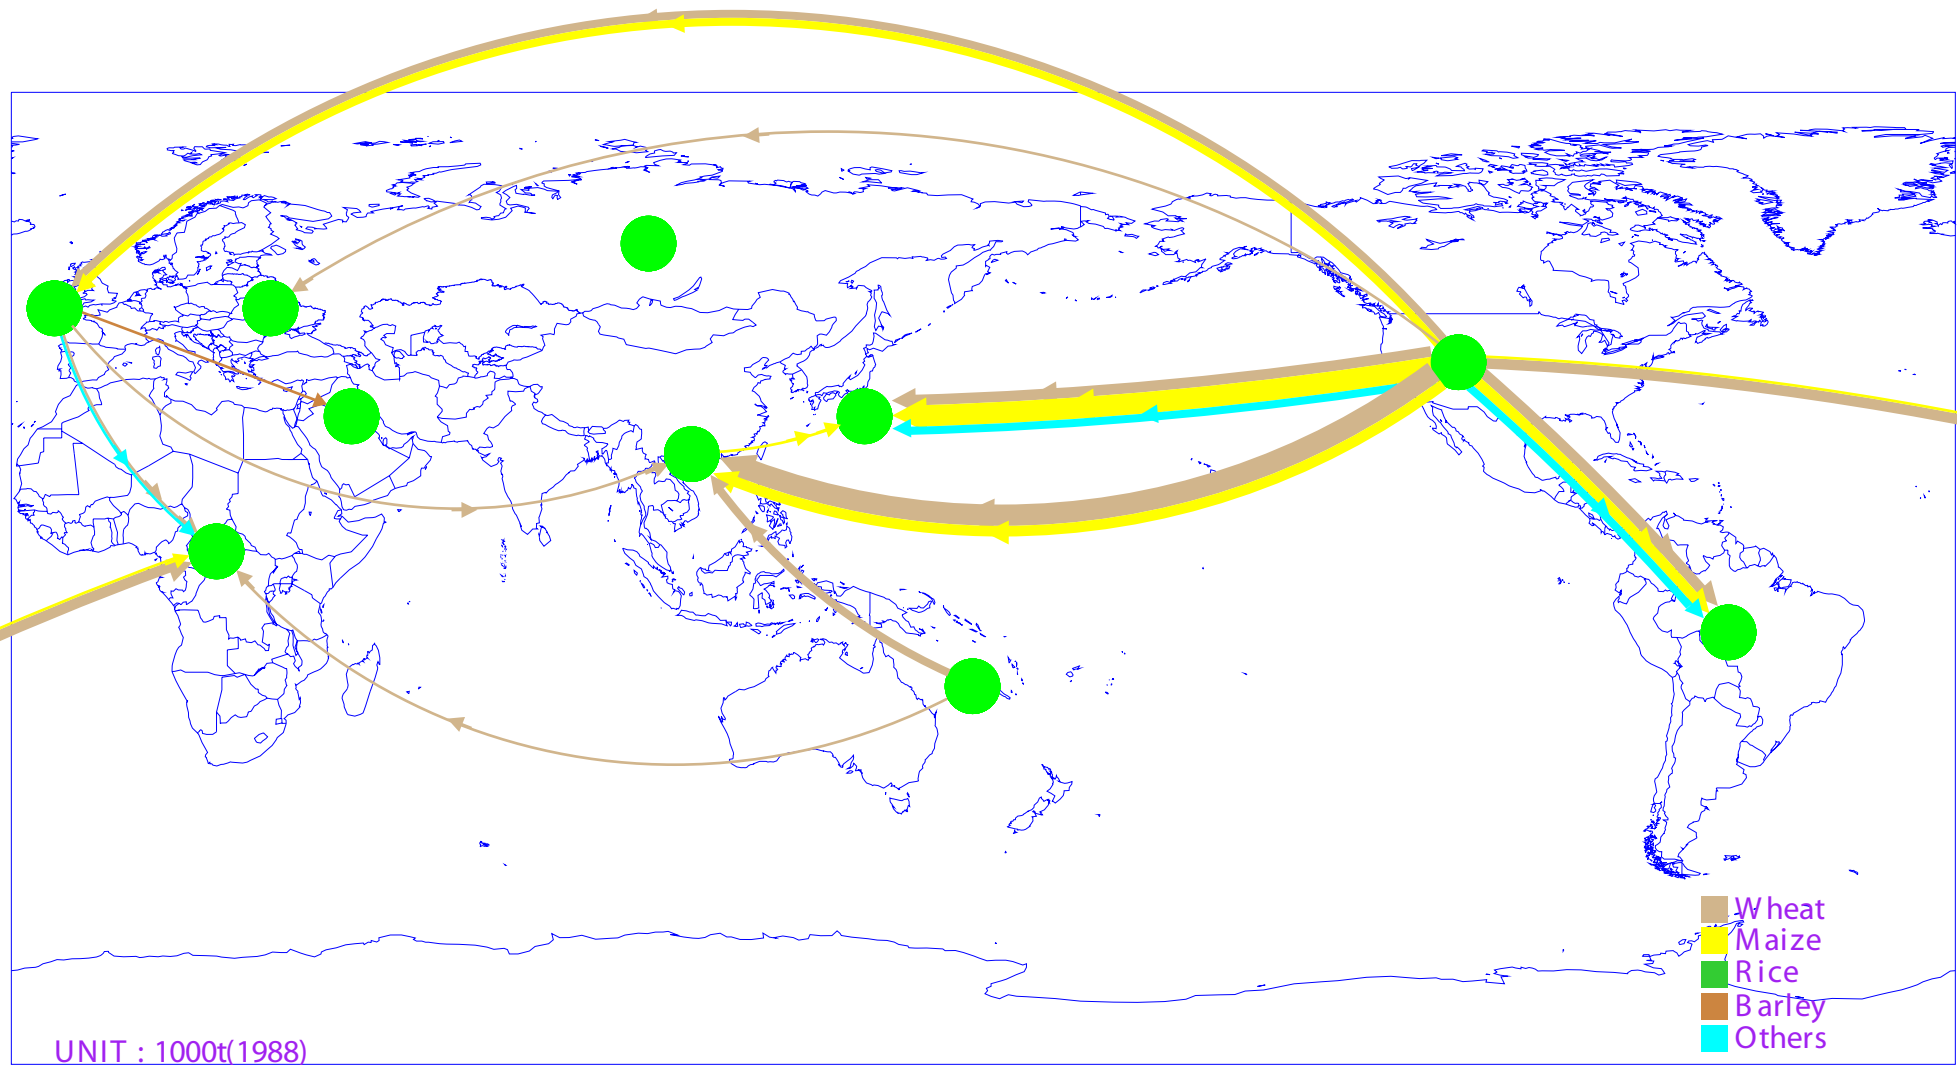 Wheat
Maize
Rice
Barley
Others
UNIT : 1000t(1988)